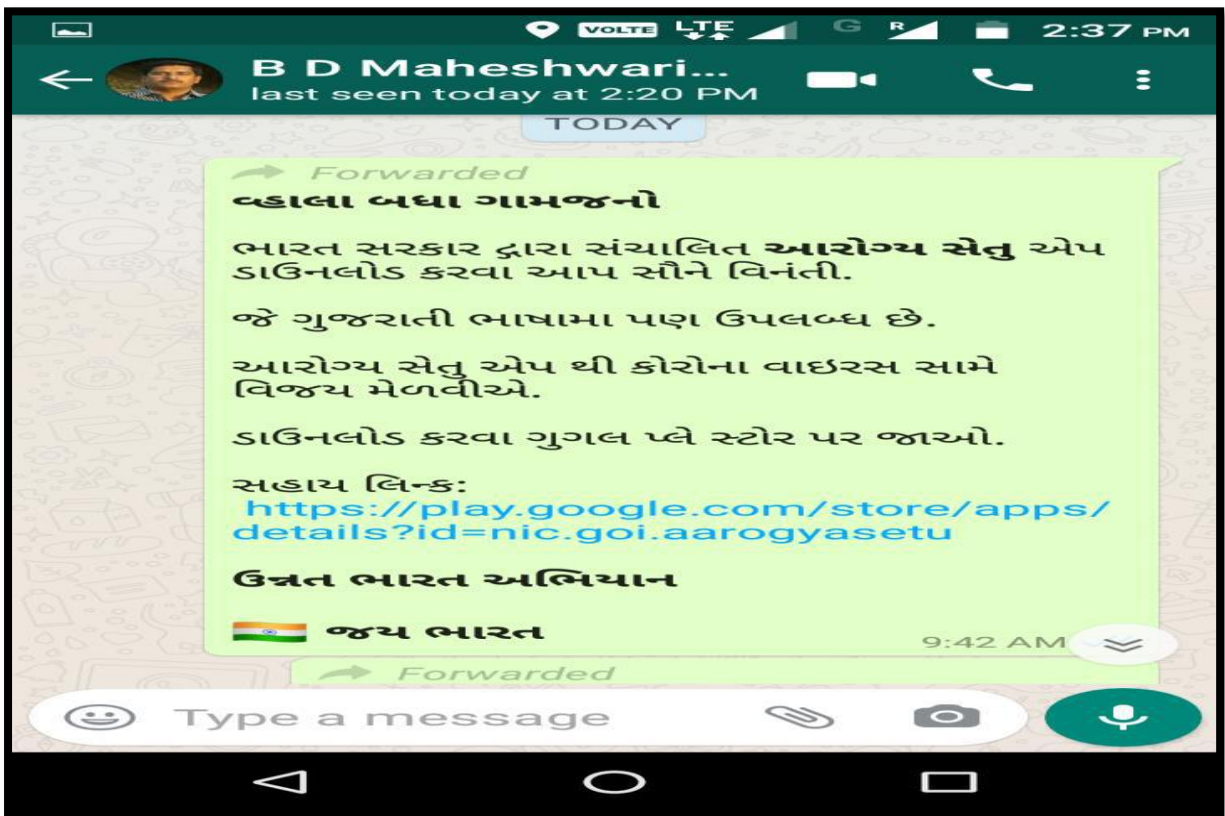 VOLTE LTE G R 2:37 PM
B D Maheshwari...
last seen today at 2:20 PM
TODAY
Forwarded
વ્હાલા બધા ગામજનો
ભારત સરકાર દ્વારા સંચાલિત આરોગ્ય સેતુ એપ
ડાઉનલોડ કરવા આપ સૌને વિનંતી.
જે ગુજરાતી ભાષામા પણ ઉપલબ્ધ છે.
આરોગ્ય સેતુ એપ થી કોરોના વાઇરસ સામે
વિજય મેળવીએ.
ડાઉનલોડ કરવા ગુગલ પ્લે સ્ટોર પર જાઓ.
સહાય લિન્ક:
https://play.google.com/store/apps/
details?id=nic.goi.aarogyasetu
ઉન્નત ભારત અભિયાન
જય ભારત
9:42 AM
Forwarded
Type a message